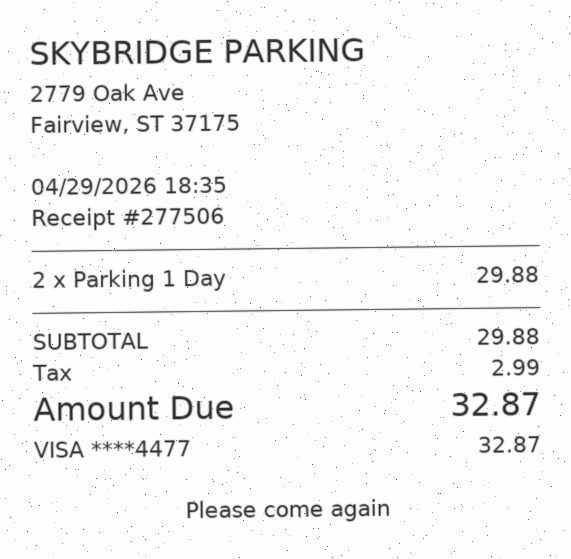 SKYBRIDGE PARKING
2779 Oak Ave
Fairview, ST 37175
04/29/2026 18:35
Receipt #277506
2 x Parking 1 Day 29.88
SUBTOTAL 29.88
Tax 2.99
Amount Due 32.87
VISA ****4477 32.87
Please come again